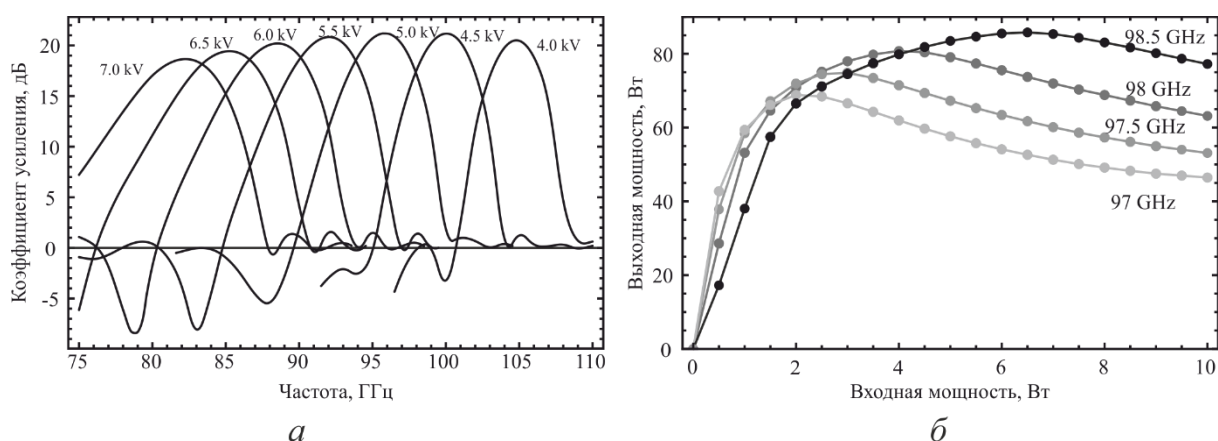 Коэффициент усиления, дБ
20
15
10
5
0
-5
7.0 kV
6.5 kV
6.0 kV
5.5 kV
5.0 kV
4.5 kV
4.0 kV
75 80 85 90 95 100 105 110
Частота, ГГц
а
Выходная мощность, Вт
80
60
40
20
0
98.5 GHz
98 GHz
97.5 GHz
97 GHz
0 2 4 6 8 10
Входная мощность, Вт
б